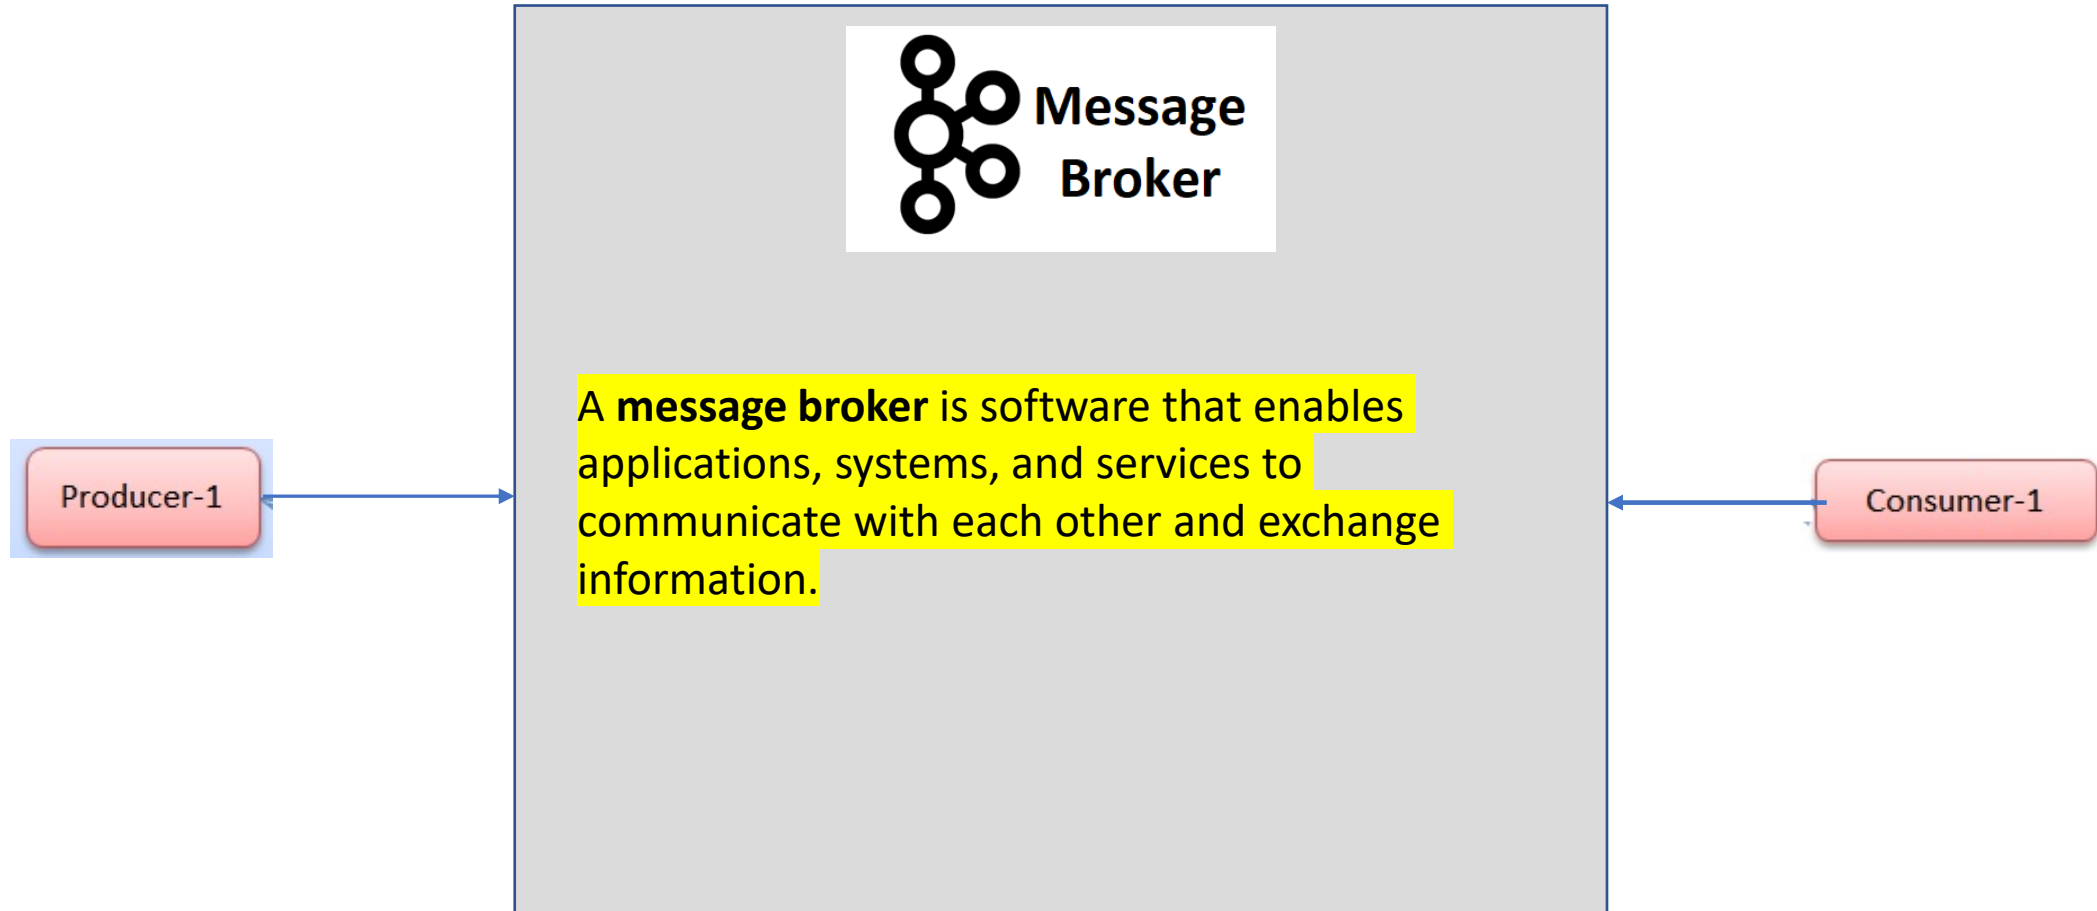 Message
Broker
A message broker is software that enables
applications, systems, and services to
communicate with each other and exchange
information.
Producer-1
Consumer-1